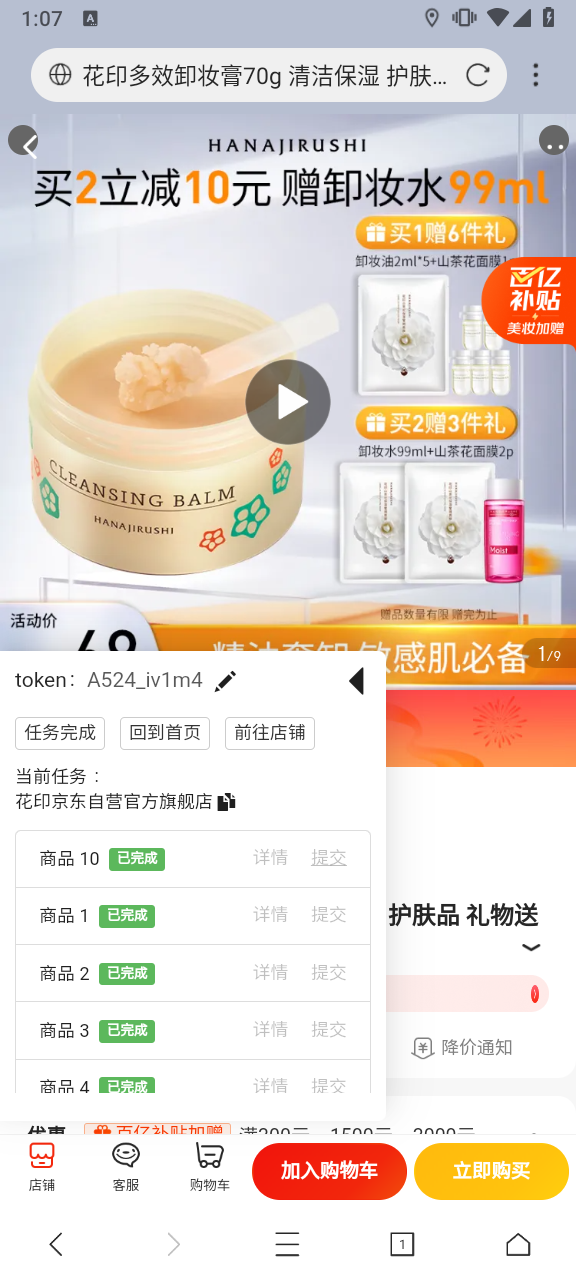 1:07
花印多效卸妆膏70g 清洁保湿 护肤…
HANAJIRUSHI
买2立减10元 赠卸妆水99ml
买1赠6件礼
卸妆油2ml*5+山茶花面膜1
百亿
补贴
美妆加赠
买2赠3件礼
卸妆水99ml+山茶花面膜2p
CLEANSING BALM
HANAJIRUSHI
Moist
赠品数量有限 赠完为止
活动价
69
精油套卸 敏感肌必备
1/9
token: A524_iv1m4
任务完成 回到首页 前往店铺
当前任务：
花印京东自营官方旗舰店
商品 10 已完成 详情 提交
商品 1 已完成 详情 提交
护肤品 礼物送
商品 2 已完成 详情 提交
商品 3 已完成 详情 提交
降价通知
商品 4 已完成 详情 提交
优惠 百亿补贴加赠 满200元 1500元 2000元
店铺 客服 购物车 加入购物车 立即购买
1